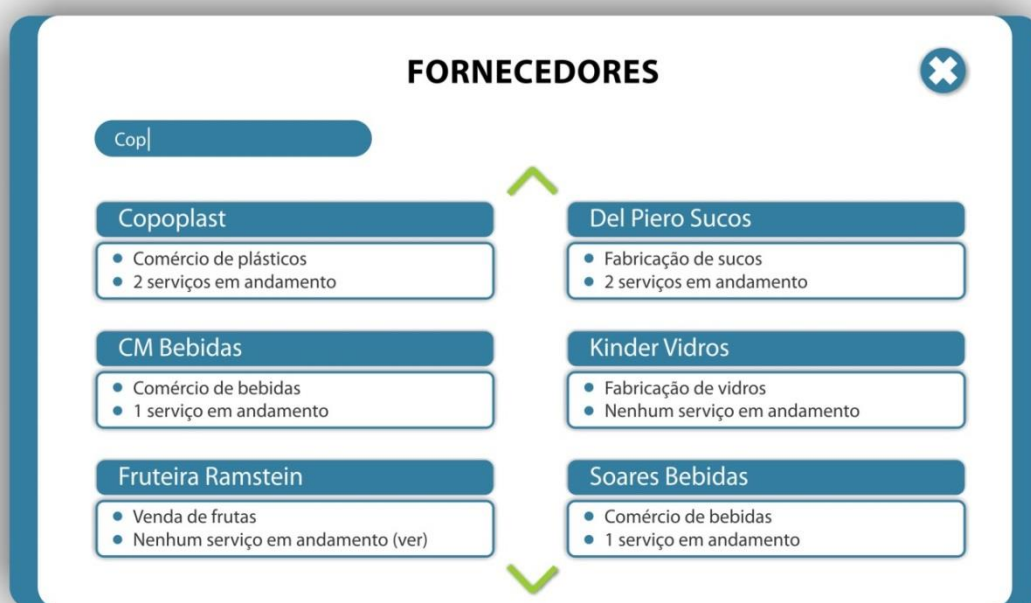 FORNECEDORES
Cop
Copoplast
Comércio de plásticos
2 serviços em andamento
Del Piero Sucos
Fabricação de sucos
2 serviços em andamento
CM Bebidas
Comércio de bebidas
1 serviço em andamento
Kinder Vidros
Fabricação de vidros
Nenhum serviço em andamento
Fruteira Ramstein
Venda de frutas
Nenhum serviço em andamento (ver)
Soares Bebidas
Comércio de bebidas
1 serviço em andamento